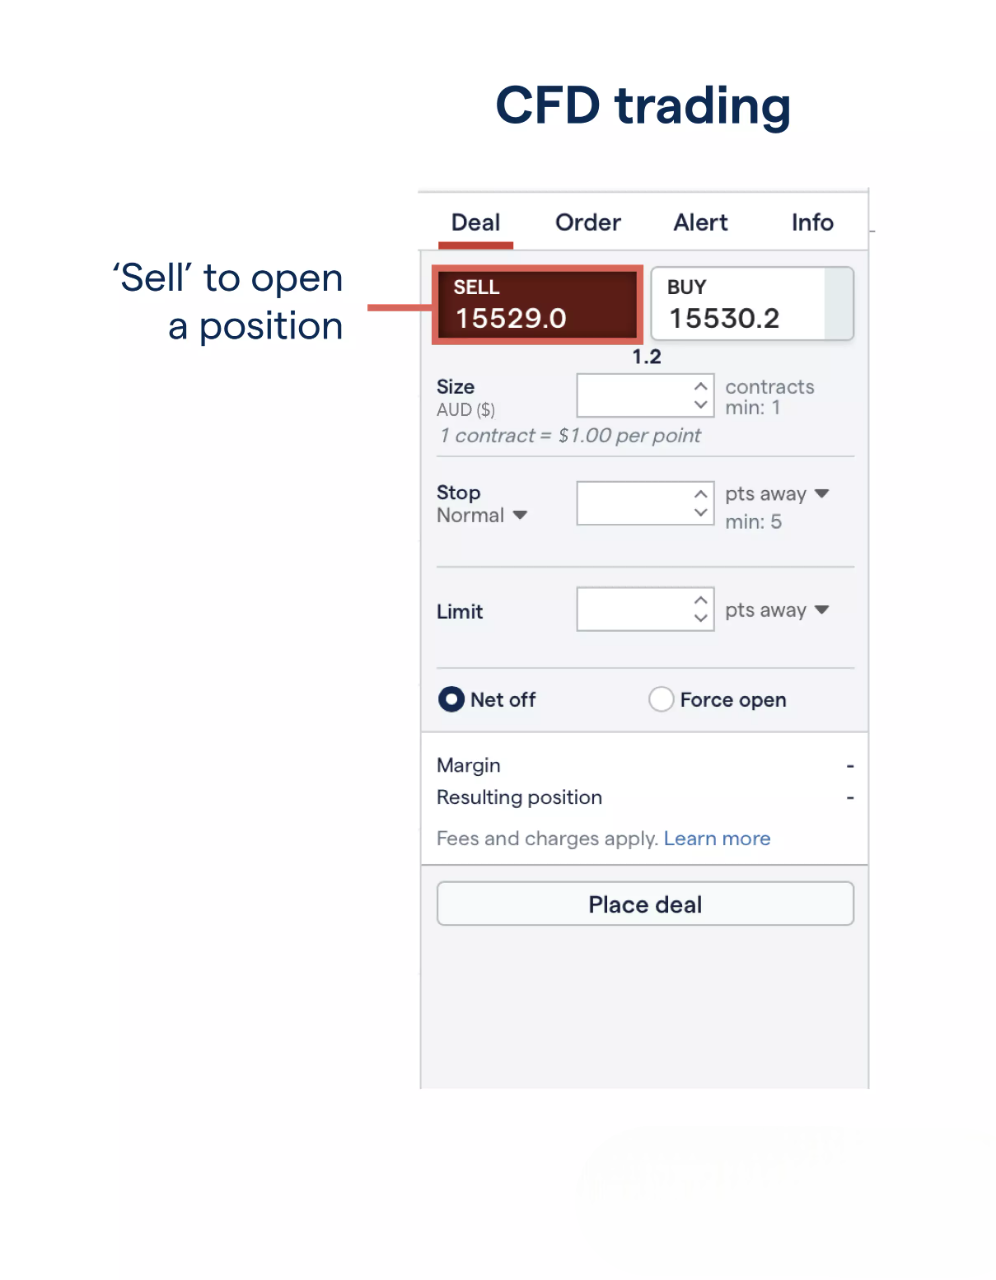 CFD trading
Deal Order Alert Info
‘Sell’ to open
a position
SELL BUY
15529.0 15530.2
1.2
Size contracts
AUD ($) min: 1
1 contract = $1.00 per point
Stop pts away
Normal min: 5
Limit pts away
Net off Force open
Margin -
Resulting position -
Fees and charges apply. Learn more
Place deal